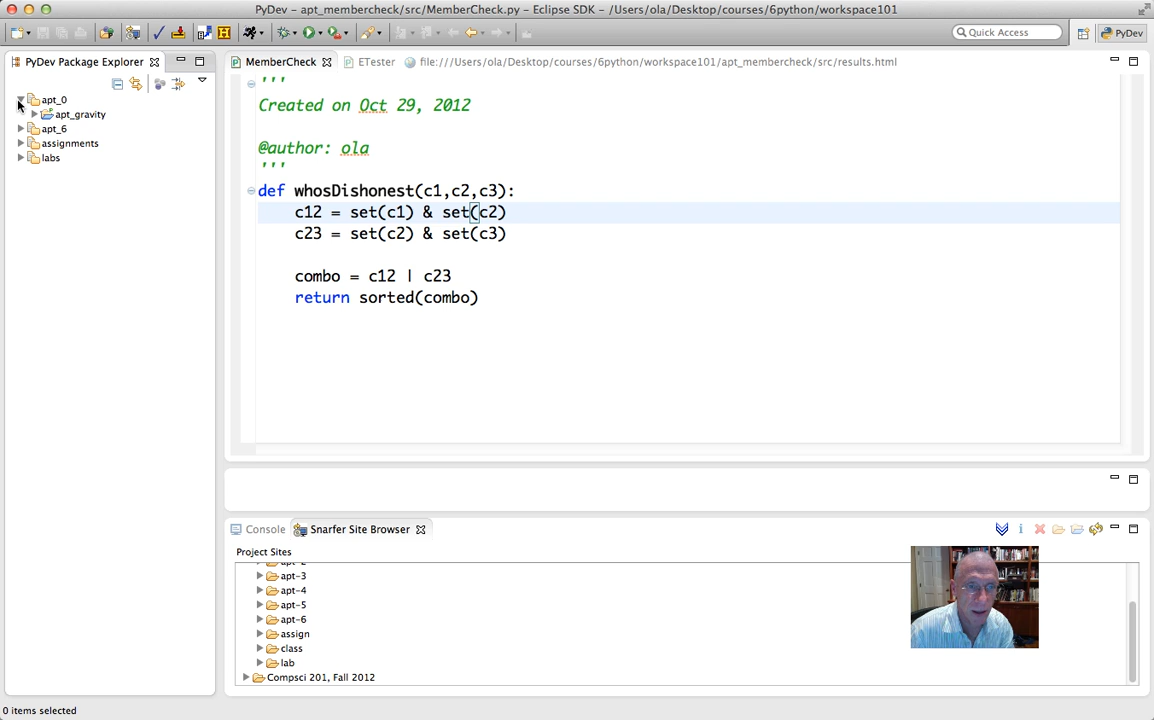 PyDev - apt_membercheck/src/MemberCheck.py - Eclipse SDK - /Users/ola/Desktop/courses/6python/workspace101
Quick Access
PyDev
PyDev Package Explorer
MemberCheck
ETester
file:///Users/ola/Desktop/courses/6python/workspace101/apt_membercheck/src/results.html
apt_0
apt_gravity
apt_6
assignments
labs
'''
Created on Oct 29, 2012
@author: ola
'''
def whosDishonest(c1,c2,c3):
c12 = set(c1) & set(c2)
c23 = set(c2) & set(c3)
combo = c12 | c23
return sorted(combo)
Console
Snarfer Site Browser
Project Sites
apt-2
apt-3
apt-4
apt-5
apt-6
assign
class
lab
Compsci 201, Fall 2012
0 items selected